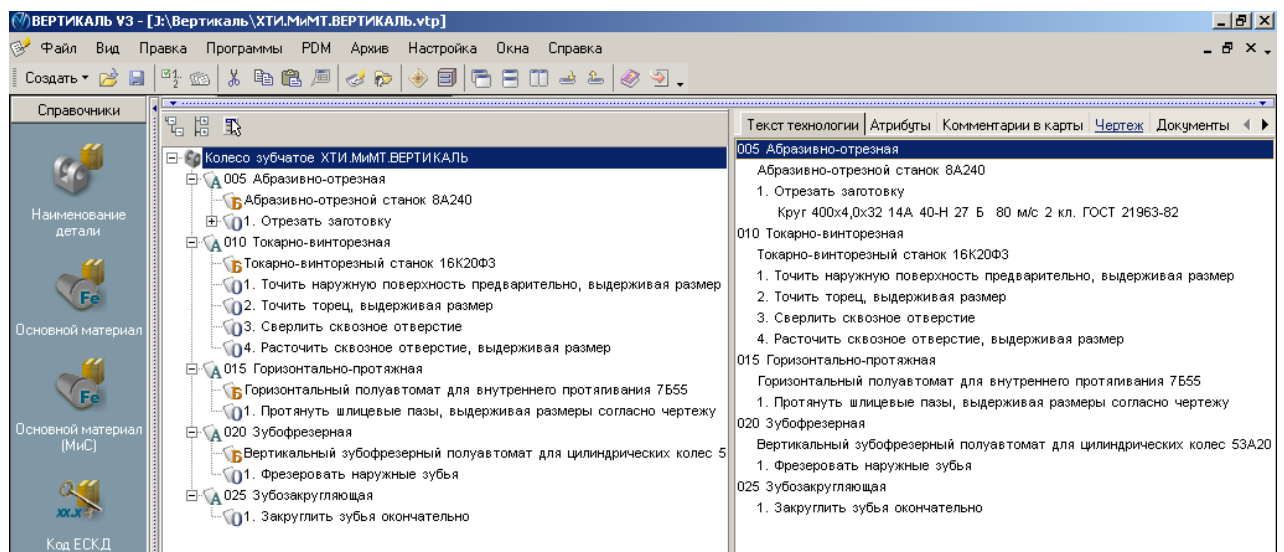 ВЕРТИКАЛЬ V3 - [J:\Вертикаль\ХТИ.МиМТ.ВЕРТИКАЛЬ.vtp]
Файл Вид Правка Программы PDM Архив Настройка Окна Справка
Создать
Справочники
Наименование
детали
Fe
Основной материал
Fe
Основной материал
(МиС)
XX.X
Код ЕСКД
Колесо зубчатое ХТИ.МиМТ.ВЕРТИКАЛЬ
А 005 Абразивно-отрезная
Б Абразивно-отрезной станок 8А240
О 1. Отрезать заготовку
А 010 Токарно-винторезная
Б Токарно-винторезный станок 16К20Ф3
О 1. Точить наружную поверхность предварительно, выдерживая размер
О 2. Точить торец, выдерживая размер
О 3. Сверлить сквозное отверстие
О 4. Расточить сквозное отверстие, выдерживая размер
А 015 Горизонтально-протяжная
Б Горизонтальный полуавтомат для внутреннего протягивания 7Б55
О 1. Протянуть шлицевые пазы, выдерживая размеры согласно чертежу
А 020 Зубофрезерная
Б Вертикальный зубофрезерный полуавтомат для цилиндрических колес 5
О 1. Фрезеровать наружные зубья
А 025 Зубозакругляющая
О 1. Закруглить зубья окончательно
Текст технологии Атрибуты Комментарии в карты Чертеж Документы
005 Абразивно-отрезная
Абразивно-отрезной станок 8А240
1. Отрезать заготовку
Круг 400x4,0x32 14А 40-Н 27 Б 80 м/с 2 кл. ГОСТ 21963-82
010 Токарно-винторезная
Токарно-винторезный станок 16К20Ф3
1. Точить наружную поверхность предварительно, выдерживая размер
2. Точить торец, выдерживая размер
3. Сверлить сквозное отверстие
4. Расточить сквозное отверстие, выдерживая размер
015 Горизонтально-протяжная
Горизонтальный полуавтомат для внутреннего протягивания 7Б55
1. Протянуть шлицевые пазы, выдерживая размеры согласно чертежу
020 Зубофрезерная
Вертикальный зубофрезерный полуавтомат для цилиндрических колес 53А20
1. Фрезеровать наружные зубья
025 Зубозакругляющая
1. Закруглить зубья окончательно